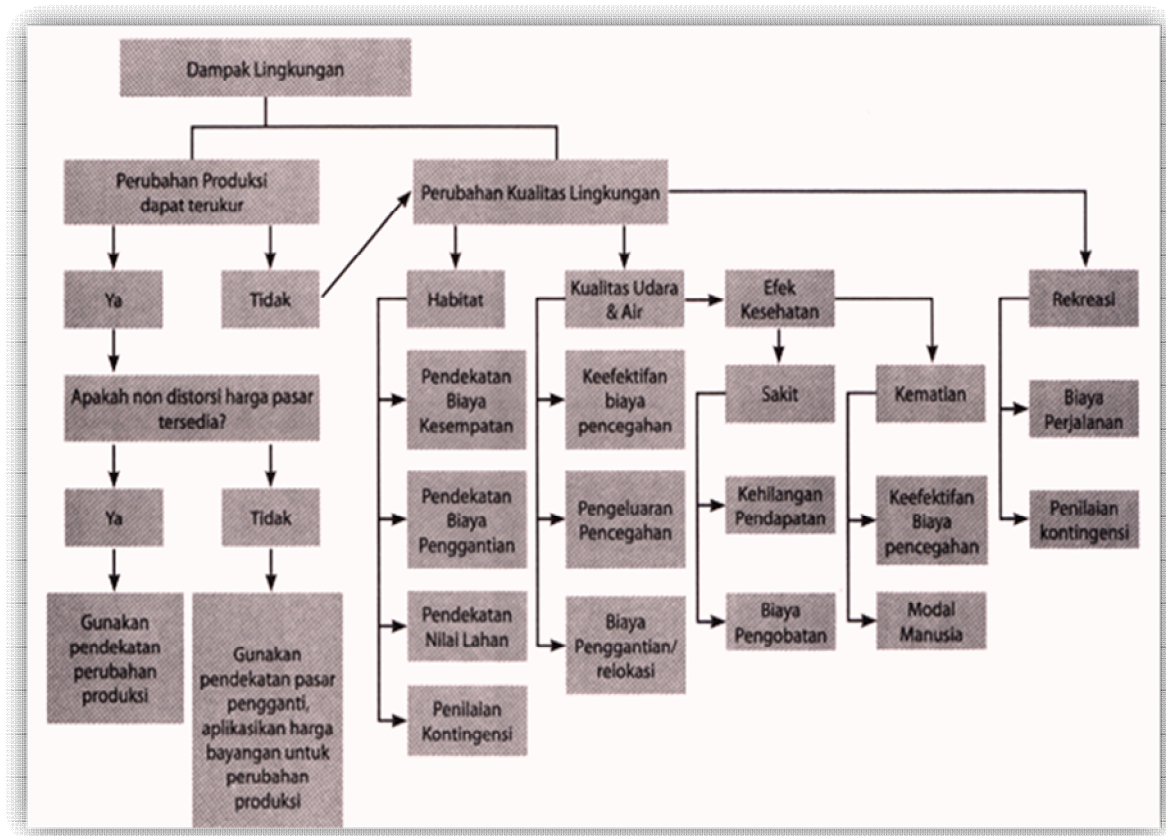 Dampak Lingkungan
Perubahan Produksi
dapat terukur
Perubahan Kualitas Lingkungan
Ya
Tidak
Habitat
Kualitas Udara
& Air
Efek
Kesehatan
Rekreasi
Apakah non distorsi harga pasar
tersedia?
Pendekatan
Biaya
Kesempatan
Keefektifan
biaya
pencegahan
Sakit
Kematian
Biaya
Perjalanan
Ya
Tidak
Pendekatan
Biaya
Penggantian
Pengeluaran
Pencegahan
Kehilangan
Pendapatan
Keefektifan
Biaya
pencegahan
Penilaian
kontingensi
Gunakan
pendekatan
perubahan
produksi
Gunakan
pendekatan pasar
pengganti,
aplikasikan harga
bayangan untuk
perubahan
produksi
Pendekatan
Nilai Lahan
Biaya
Penggantian/
relokasi
Biaya
Pengobatan
Modal
Manusia
Penilaian
Kontingensi